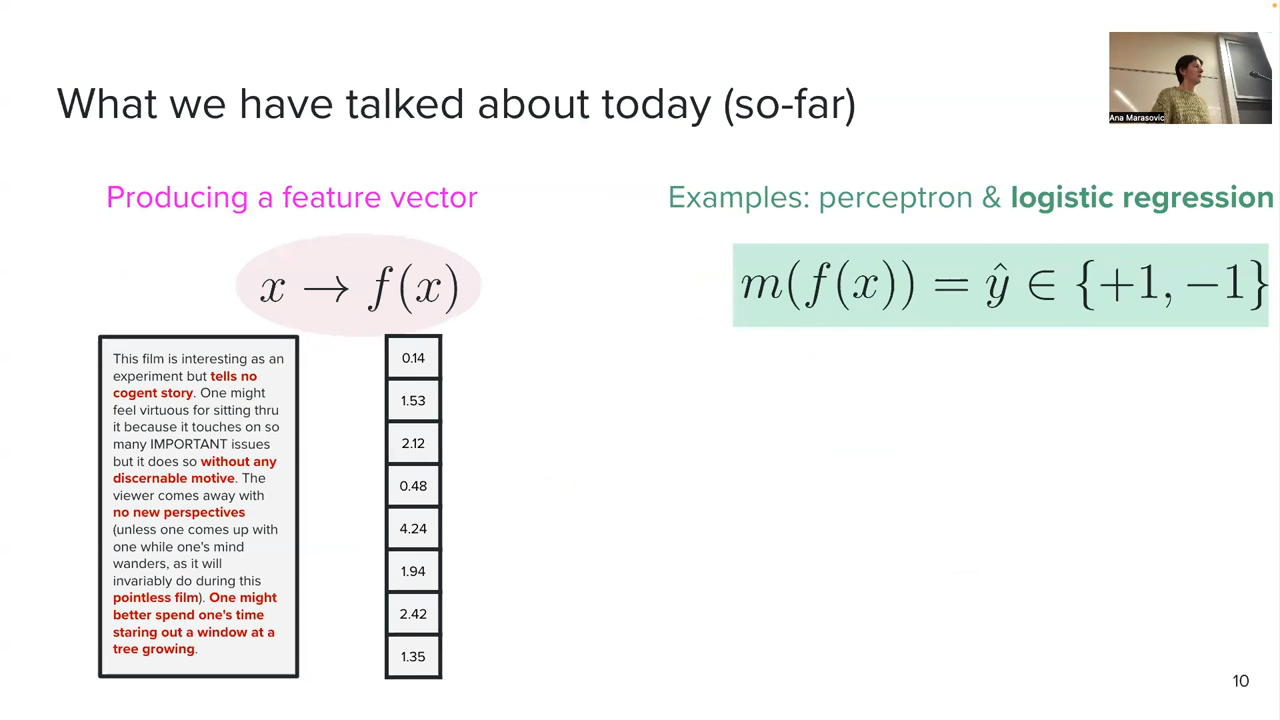 Ana Marasovic
What we have talked about today (so-far)
Producing a feature vector
x → f(x)
This film is interesting as an
experiment but tells no
cogent story. One might
feel virtuous for sitting thru
it because it touches on so
many IMPORTANT issues
but it does so without any
discernable motive. The
viewer comes away with
no new perspectives
(unless one comes up with
one while one's mind
wanders, as it will
invariably do during this
pointless film). One might
better spend one's time
staring out a window at a
tree growing.
0.14
1.53
2.12
0.48
4.24
1.94
2.42
1.35
Examples: perceptron & logistic regression
m(f(x)) = ŷ ∈ {+1, −1}
10